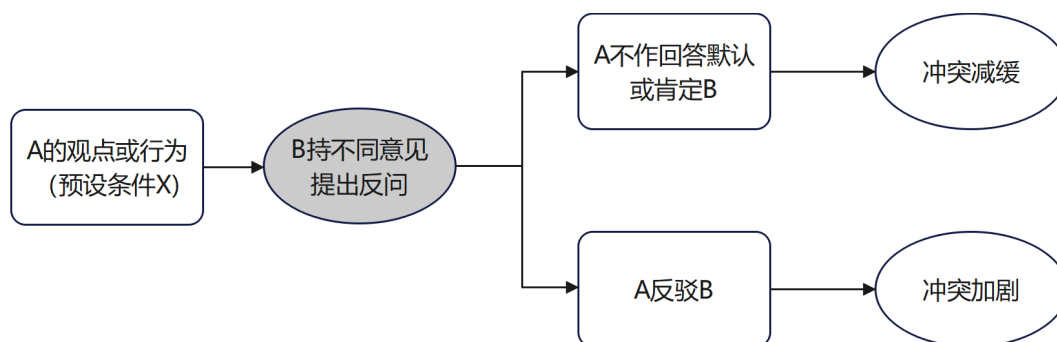 A的观点或行为
（预设条件X）
B持不同意见
提出反问
A不作回答默认
或肯定B
冲突减缓
A反驳B
冲突加剧